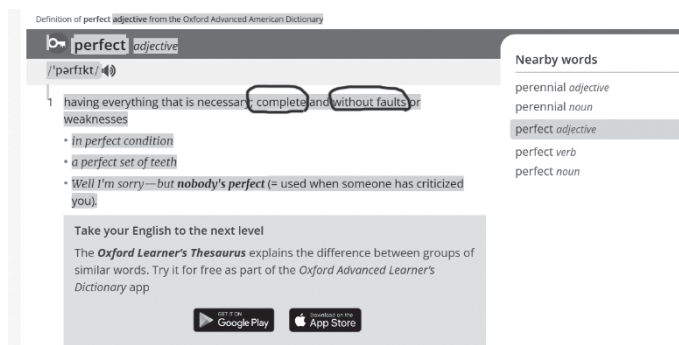 Definition of perfect adjective from the Oxford Advanced American Dictionary
perfect adjective
/ˈpərfɪkt/
1 having everything that is necessary; complete and without faults or
weaknesses
• in perfect condition
• a perfect set of teeth
• Well I'm sorry—but nobody's perfect (= used when someone has criticized
you).
Take your English to the next level
The Oxford Learner's Thesaurus explains the difference between groups of
similar words. Try it for free as part of the Oxford Advanced Learner's
Dictionary app
GET IT ON
Google Play
Download on the
App Store
Nearby words
perennial adjective
perennial noun
perfect adjective
perfect verb
perfect noun